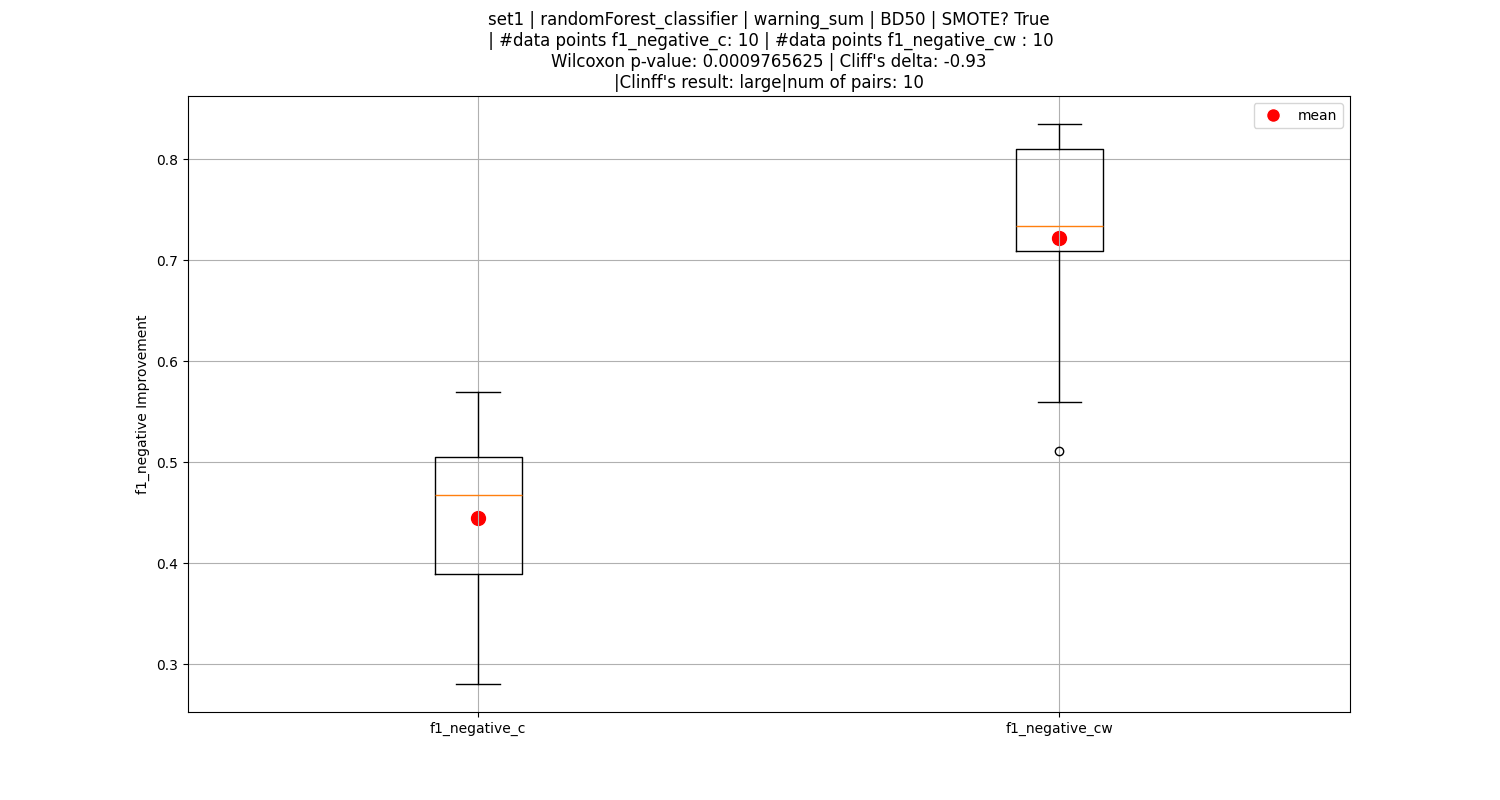 set1 | randomForest_classifier | warning_sum | BD50 | SMOTE? True
| #data points f1_negative_c: 10 | #data points f1_negative_cw : 10
Wilcoxon p-value: 0.0009765625 | Cliff's delta: -0.93
|Clinff's result: large|num of pairs: 10
mean
f1_negative Improvement
0.8
0.7
0.6
0.5
0.4
0.3
f1_negative_c
f1_negative_cw